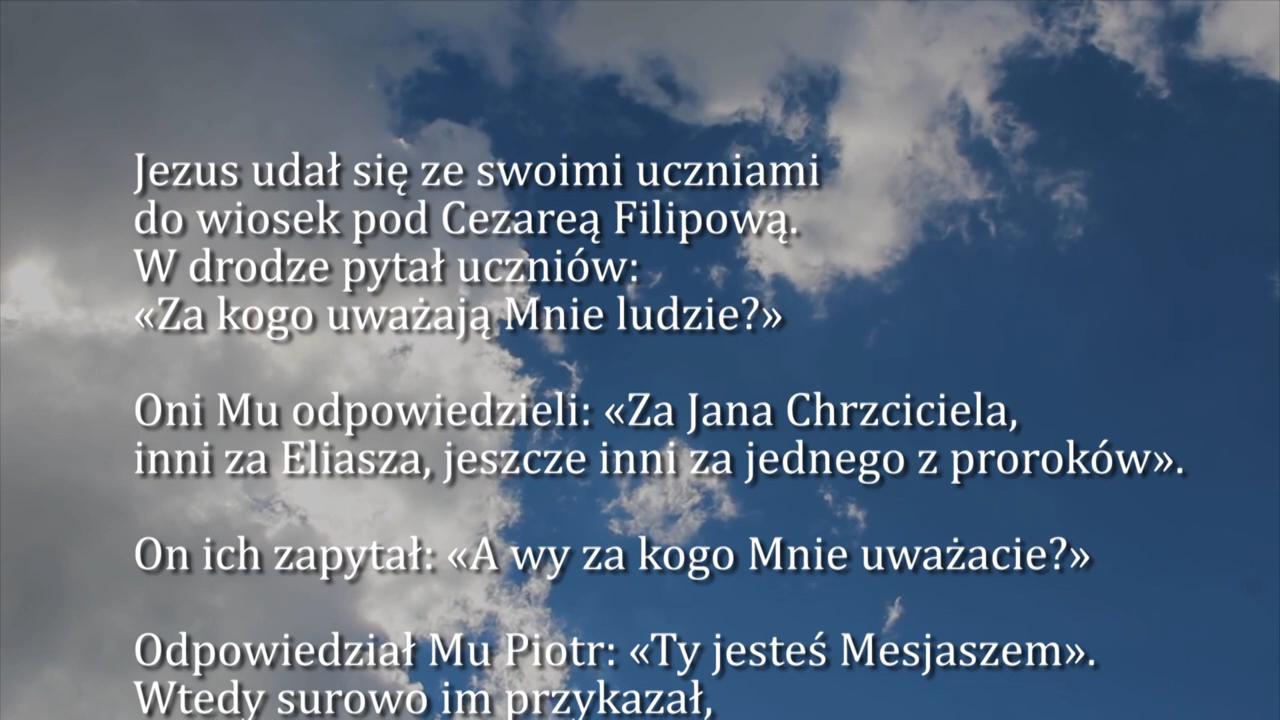 Jezus udał się ze swoimi uczniami
do wiosek pod Cezareą Filipową.
W drodze pytał uczniów:
«Za kogo uważają Mnie ludzie?»
Oni Mu odpowiedzieli: «Za Jana Chrzciciela,
inni za Eliasza, jeszcze inni za jednego z proroków».
On ich zapytał: «A wy za kogo Mnie uważacie?»
Odpowiedział Mu Piotr: «Ty jesteś Mesjaszem».
Wtedy surowo im przykazał,